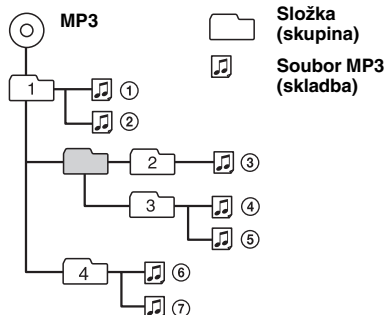 MP3
Složka
(skupina)
Soubor MP3
(skladba)
1
①
②
2
③
3
④
⑤
4
⑥
⑦